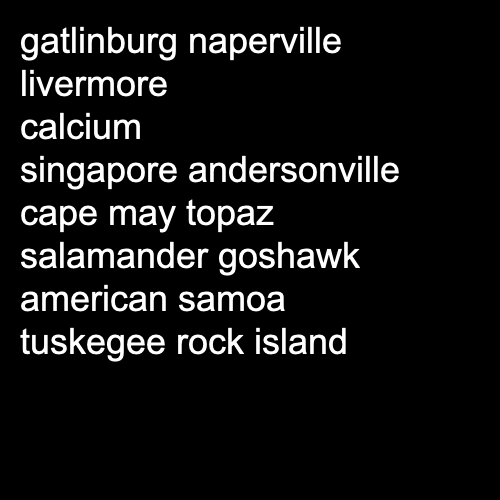 gatlinburg naperville
livermore
calcium
singapore andersonville
cape may topaz
salamander goshawk
american samoa
tuskegee rock island